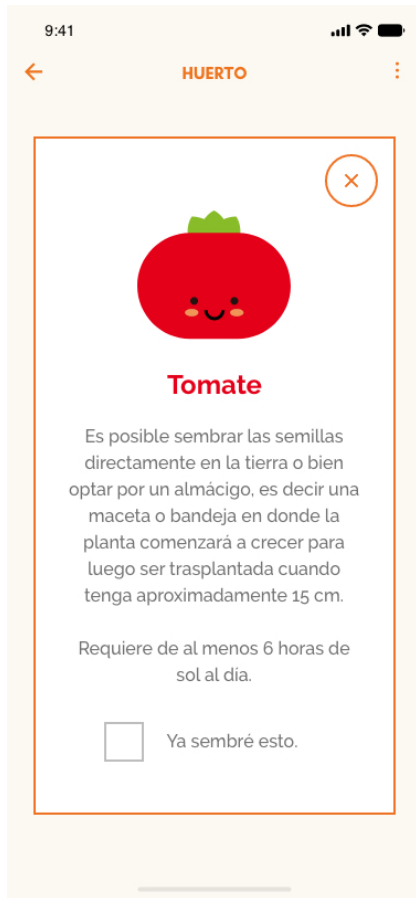 9:41
HUERTO
Tomate
Es posible sembrar las semillas
directamente en la tierra o bien
optar por un almácigo, es decir una
maceta o bandeja en donde la
planta comenzará a crecer para
luego ser trasplantada cuando
tenga aproximadamente 15 cm.
Requiere de al menos 6 horas de
sol al día.
Ya sembré esto.